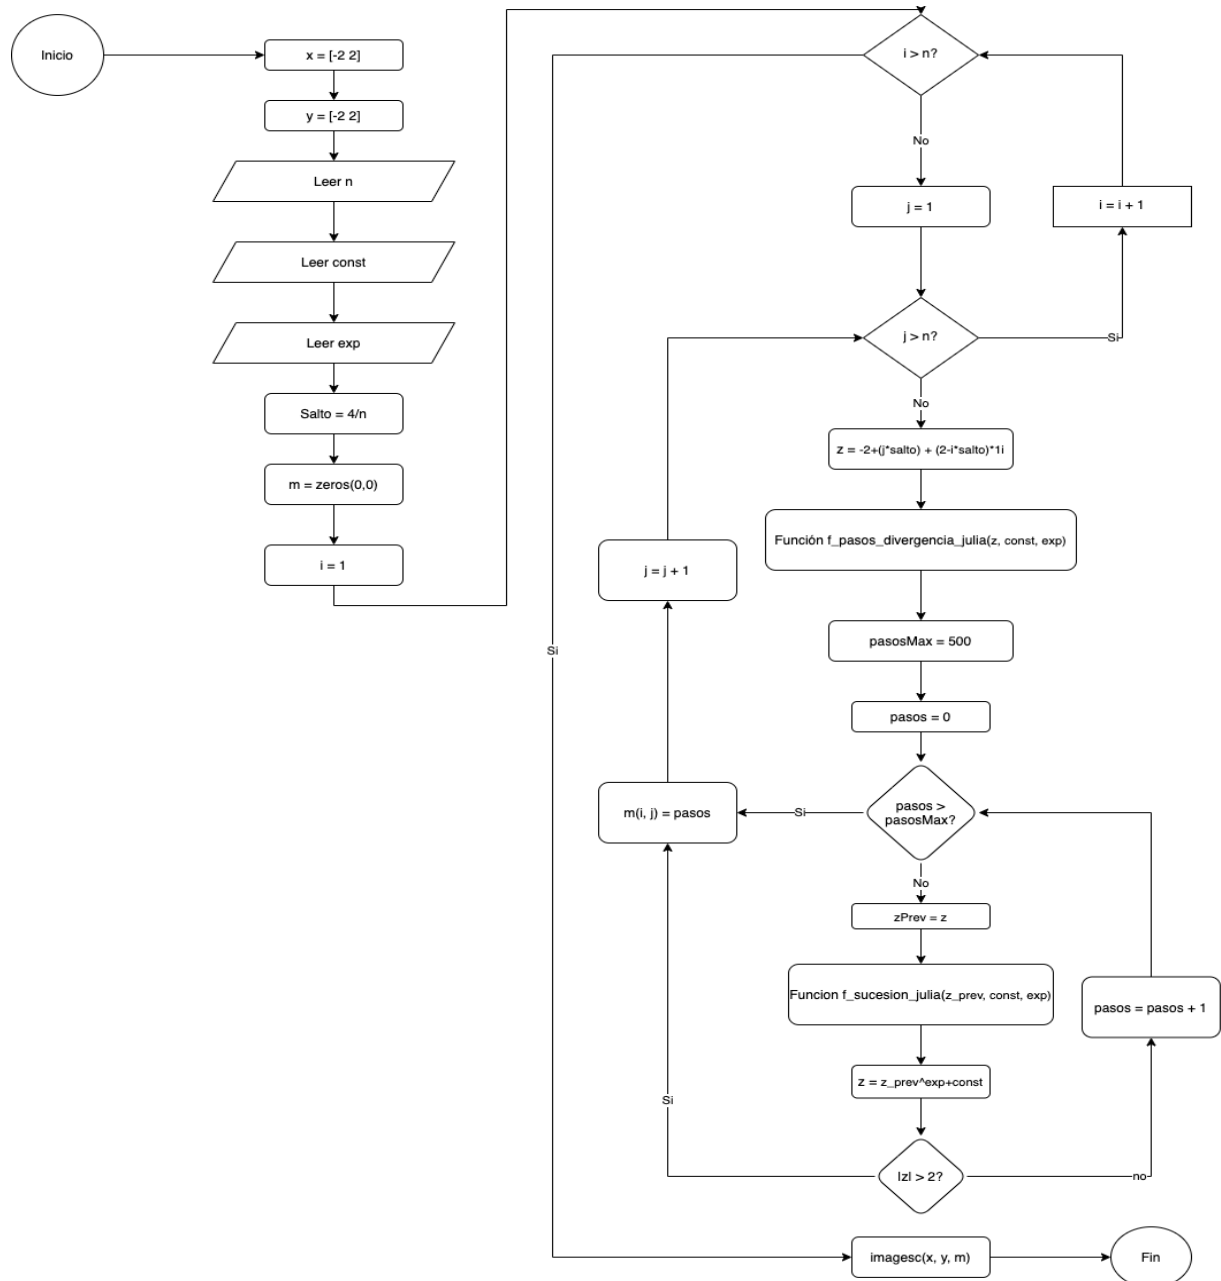 Inicio
x = [-2 2]
y = [-2 2]
Leer n
Leer const
Leer exp
Salto = 4/n
m = zeros(0,0)
i = 1
i > n?
No
j = 1
i = i + 1
j > n?
Si
No
z = -2+(j*salto) + (2-i*salto)*1i
Función f_pasos_divergencia_julia(z, const, exp)
j = j + 1
pasosMax = 500
Si
pasos = 0
pasos >
pasosMax?
Si
m(i, j) = pasos
No
zPrev = z
Funcion f_sucesion_julia(z_prev, const, exp)
pasos = pasos + 1
z = z_prev^exp+const
Si
|z| > 2?
no
imagesc(x, y, m)
Fin